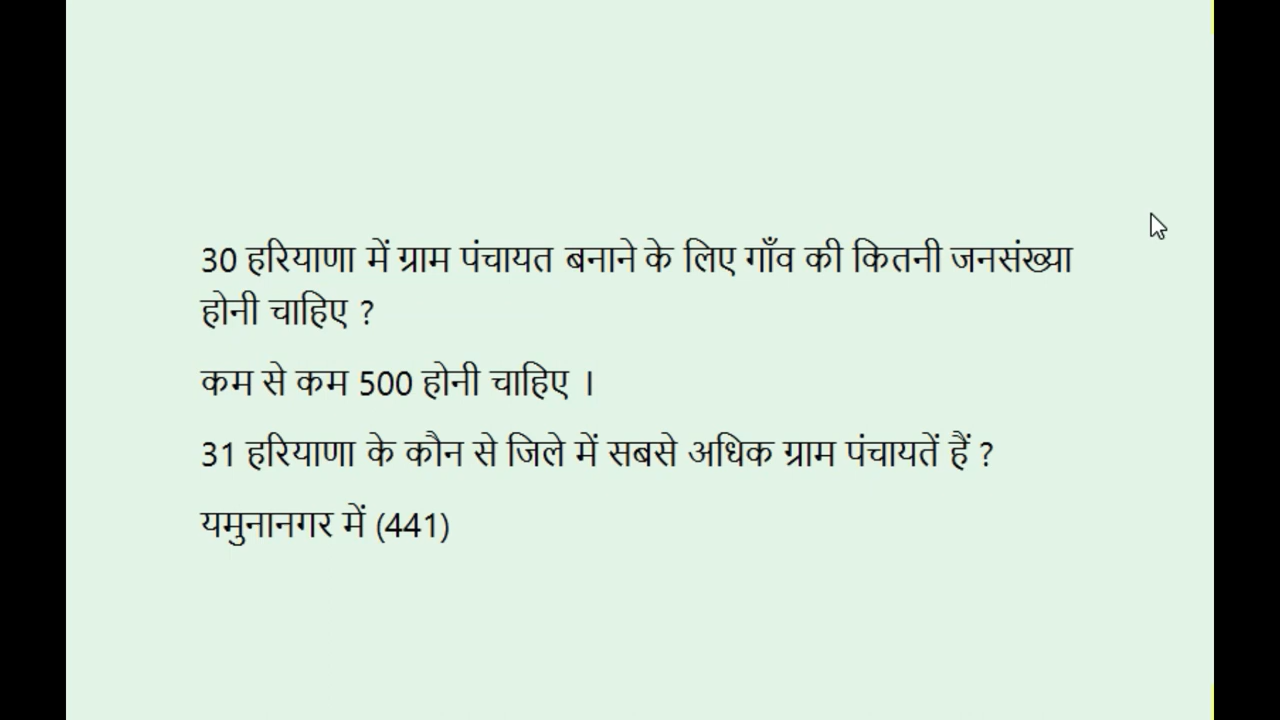 30 हरियाणा में ग्राम पंचायत बनाने के लिए गाँव की कितनी जनसंख्या
होनी चाहिए ?
कम से कम 500 होनी चाहिए ।
31 हरियाणा के कौन से जिले में सबसे अधिक ग्राम पंचायतें हैं ?
यमुनानगर में (441)